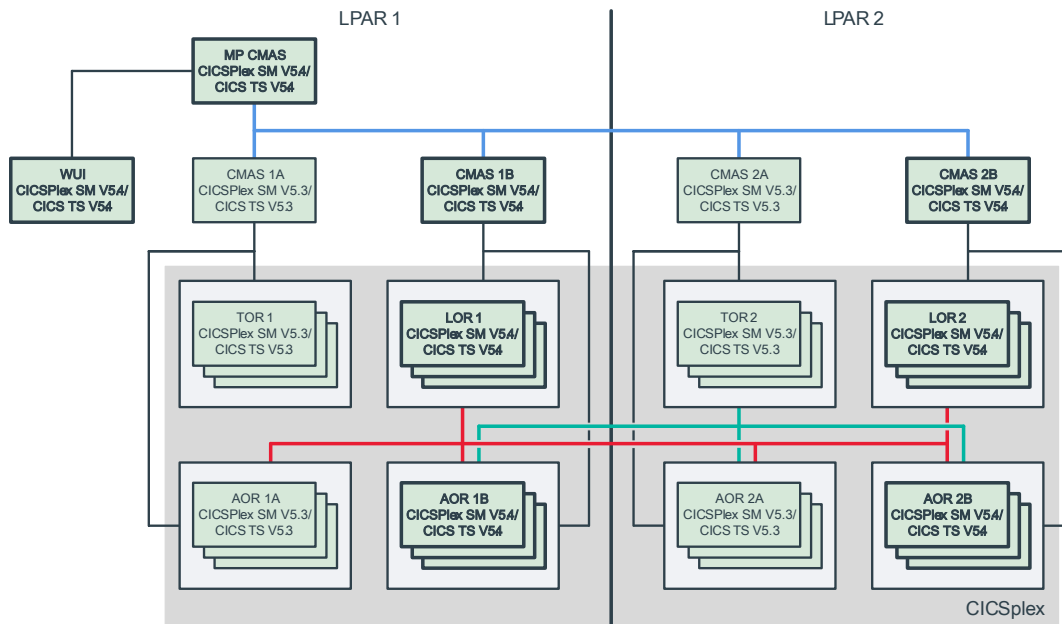 LPAR 1
LPAR 2
MP CMAS
CICSPlex SM V54/
CICS TS V54
WUI
CICSPlex SM V54/
CICS TS V54
CMAS 1A
CICSPlex SM V5.3/
CICS TS V5.3
CMAS 1B
CICSPlex SM V54/
CICS TS V54
CMAS 2A
CICSPlex SM V5.3/
CICS TS V5.3
CMAS 2B
CICSPlex SM V54/
CICS TS V54
TOR 1
CICSPlex SM V5.3/
CICS TS V5.3
LOR 1
CICSPlex SM V54/
CICS TS V54
TOR 2
CICSPlex SM V5.3/
CICS TS V5.3
LOR 2
CICSPlex SM V54/
CICS TS V54
AOR 1A
CICSPlex SM V5.3/
CICS TS V5.3
AOR 1B
CICSPlex SM V54/
CICS TS V54
AOR 2A
CICSPlex SM V5.3/
CICS TS V5.3
AOR 2B
CICSPlex SM V54/
CICS TS V54
CICSplex